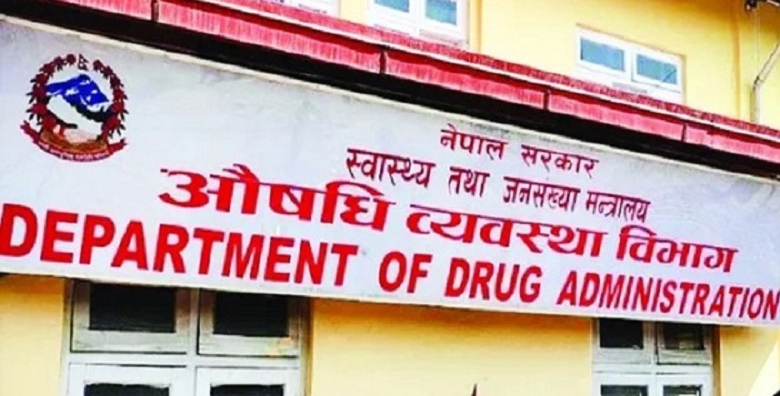 नेपाल सरकार
स्वास्थ्य तथा जनसंख्या मन्त्रालय
औषधि व्यवस्था विभाग
DEPARTMENT OF DRUG ADMINISTRATION